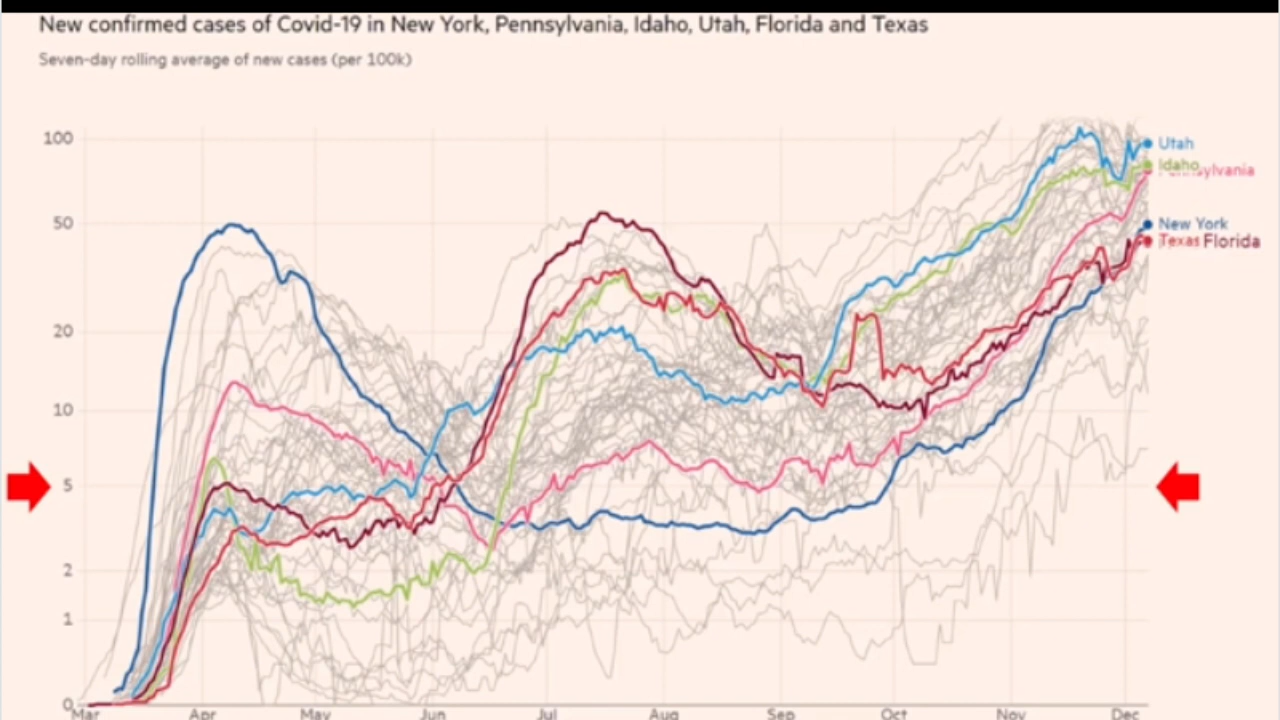 New confirmed cases of Covid-19 in New York, Pennsylvania, Idaho, Utah, Florida and Texas
Seven-day rolling average of new cases (per 100k)
100
Utah
Idaho
Pennsylvania
50
New York
Texas Florida
20
10
5
2
1
0
Mar Apr May Jun Jul Aug Sep Oct Nov Dec